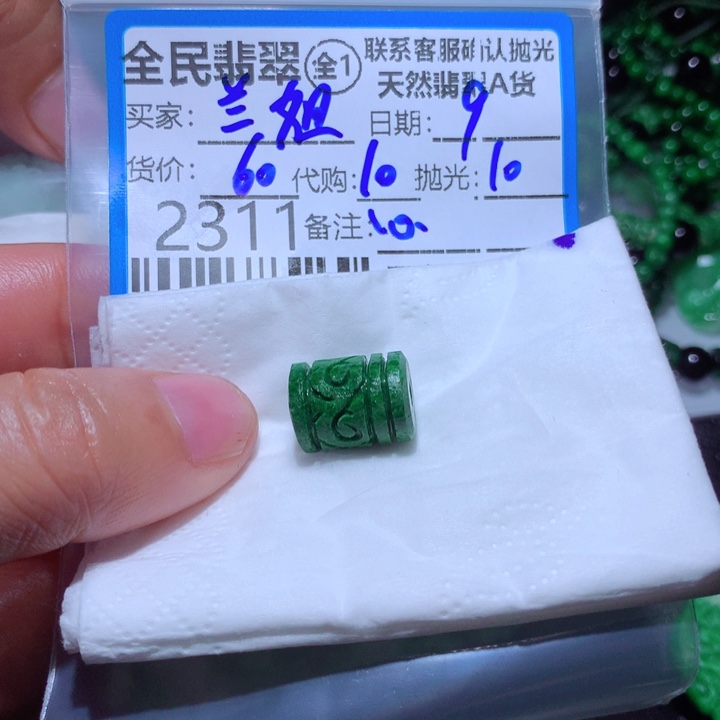 全民翡翠 全1 联系客服确认抛光
天然翡翠A货
买家: 兰姐 日期: 9
货价: 60 代购: 10 抛光: 10
2311 备注: 10.